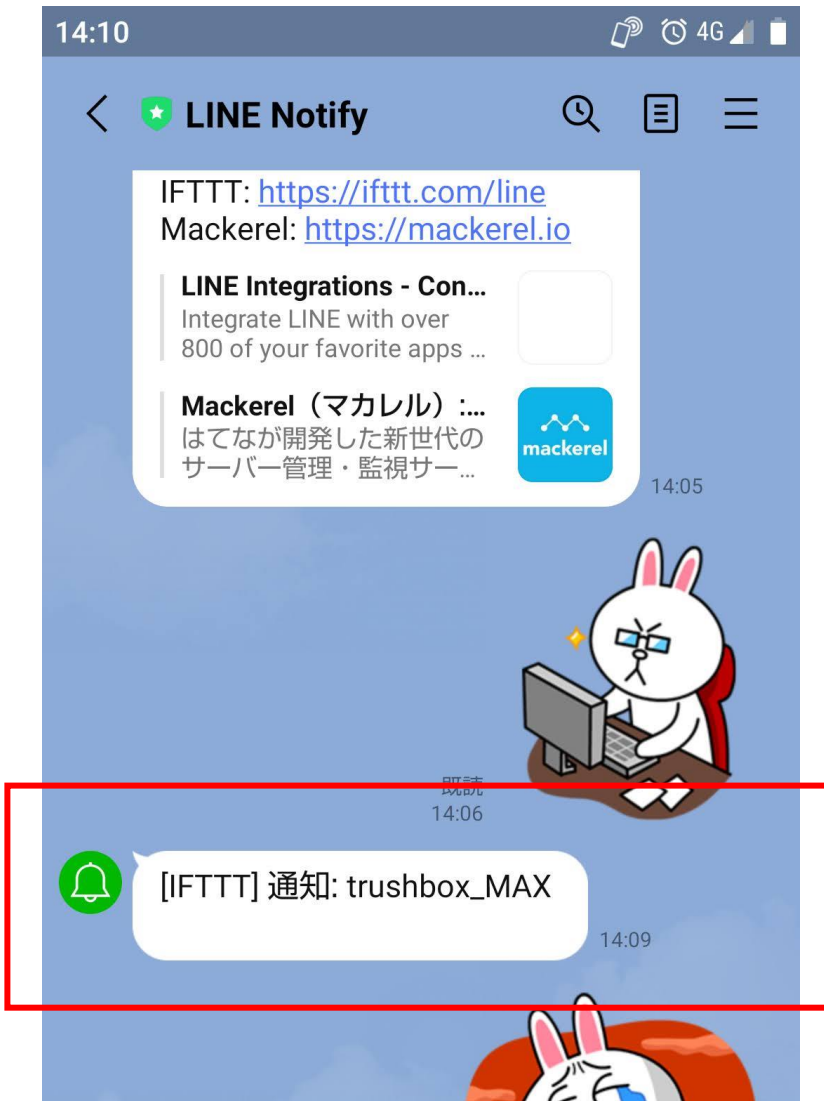 14:10
4G
LINE Notify
IFTTT: https://ifttt.com/line
Mackerel: https://mackerel.io
LINE Integrations - Con...
Integrate LINE with over
800 of your favorite apps ...
Mackerel（マカレル）:...
はてなが開発した新世代の
サーバー管理・監視サー...
mackerel
14:05
既読
14:06
[IFTTT] 通知: trushbox_MAX
14:09